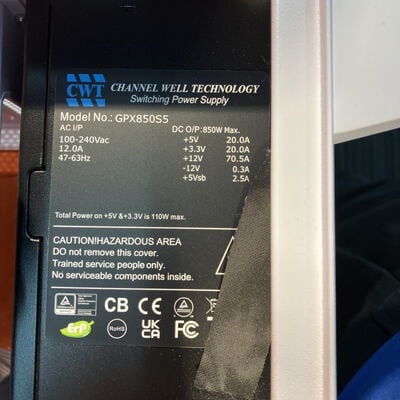 CWT CHANNEL WELL TECHNOLOGY
Switching Power Supply
Model No.: GPX850S5
AC I/P DC O/P:850W Max.
100-240Vac +5V 20.0A
12.0A +3.3V 20.0A
47-63Hz +12V 70.5A
-12V 0.3A
+5Vsb 2.5A
Total Power on +5V &+3.3V is 110W max.
CAUTION!HAZARDOUS AREA
DO not remove this cover.
Trained service people only.
No serviceable components inside.
CB CE
ErP RoHS UK CA FC